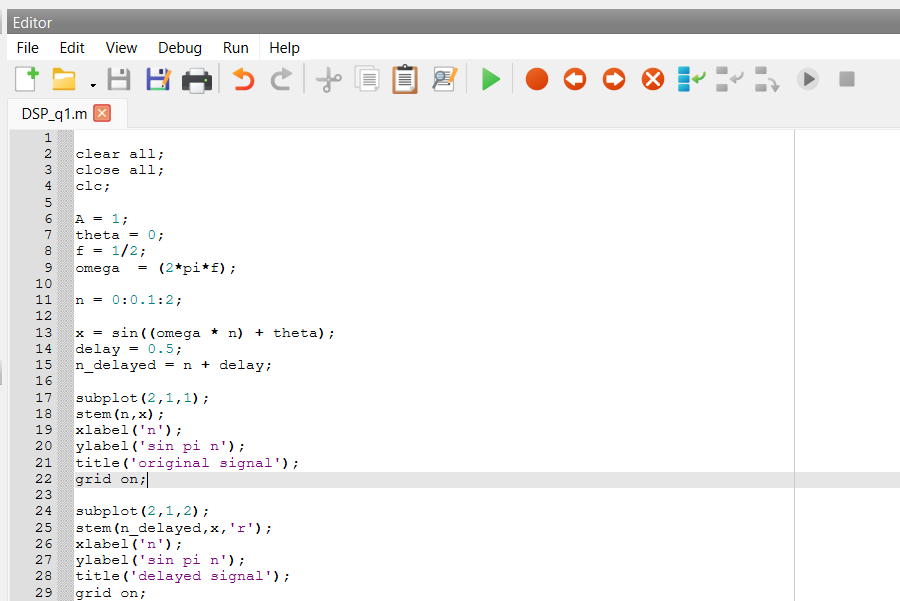 Editor
File Edit View Debug Run Help
DSP_q1.m
1
2 clear all;
3 close all;
4 clc;
5
6 A = 1;
7 theta = 0;
8 f = 1/2;
9 omega  = (2*pi*f);
10
11 n = 0:0.1:2;
12
13 x = sin((omega * n) + theta);
14 delay = 0.5;
15 n_delayed = n + delay;
16
17 subplot(2,1,1);
18 stem(n,x);
19 xlabel('n');
20 ylabel('sin pi n');
21 title('original signal');
22 grid on;
23
24 subplot(2,1,2);
25 stem(n_delayed,x,'r');
26 xlabel('n');
27 ylabel('sin pi n');
28 title('delayed signal');
29 grid on;